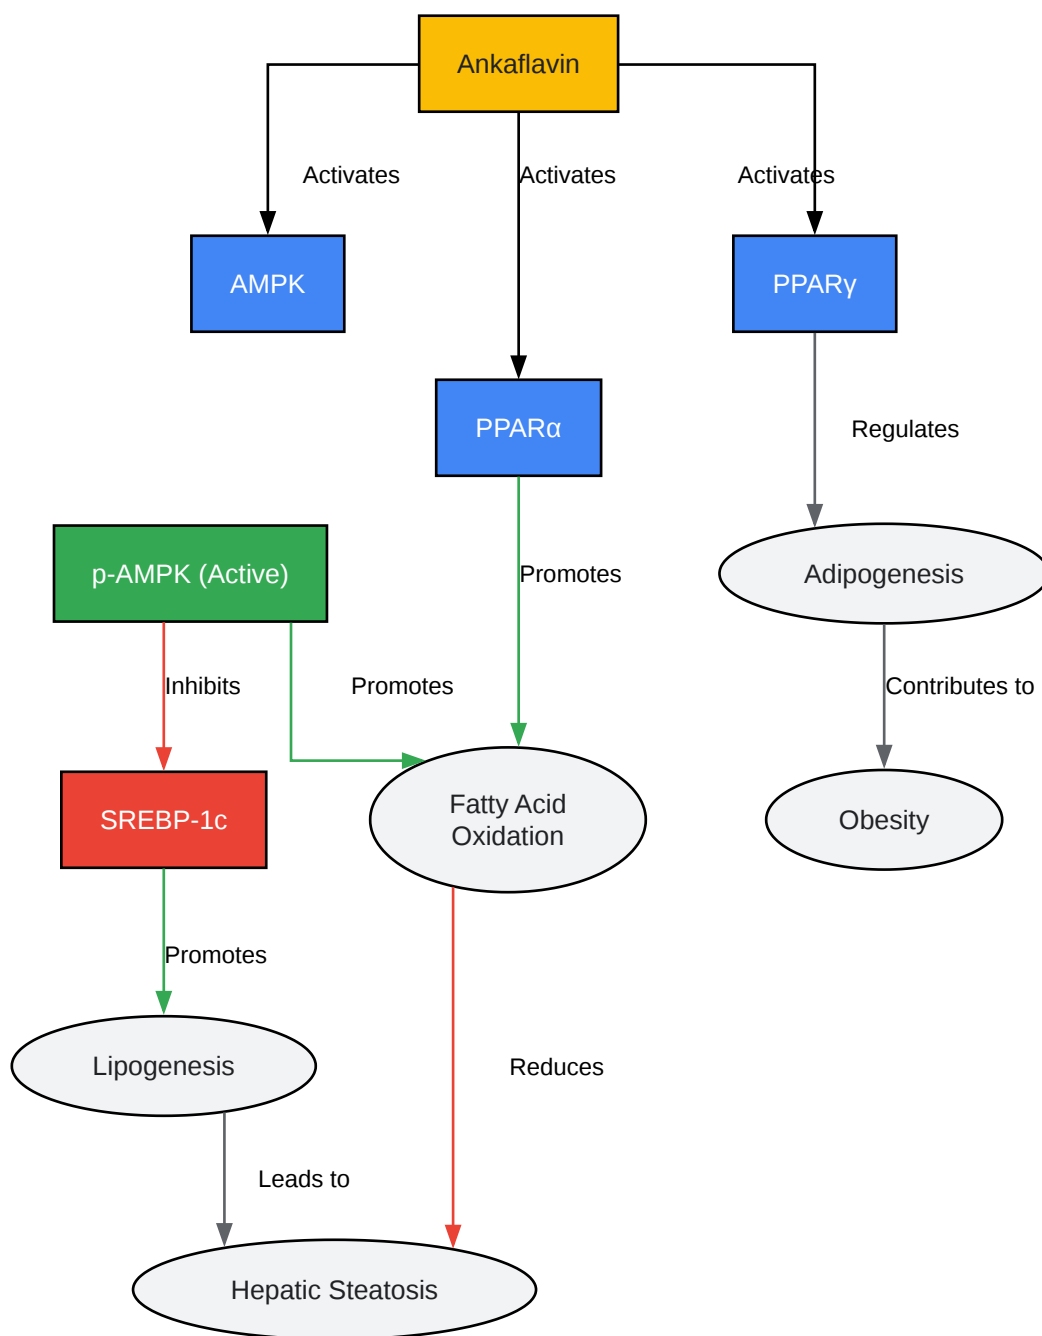 Ankaflavin
Activates
Activates
Activates
AMPK
PPARγ
PPARα
Regulates
p-AMPK (Active)
Promotes
Adipogenesis
Inhibits
Promotes
Contributes to
SREBP-1c
Fatty Acid
Oxidation
Obesity
Promotes
Lipogenesis
Reduces
Leads to
Hepatic Steatosis